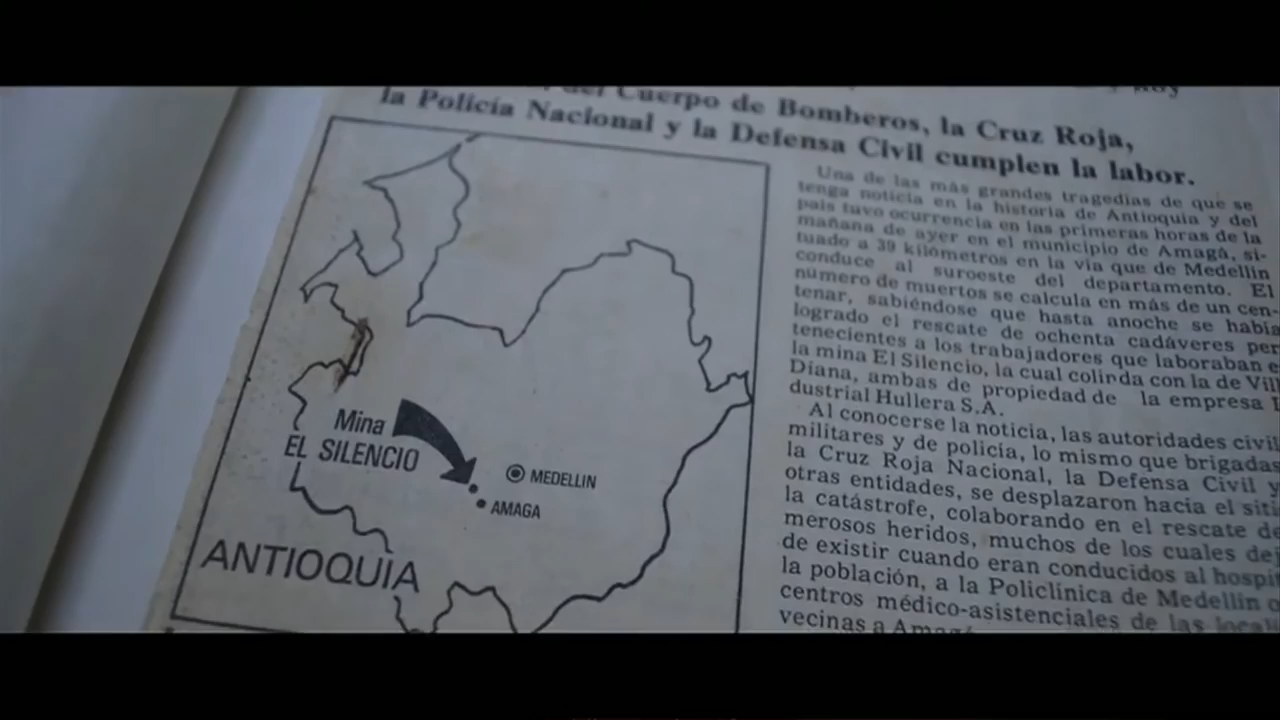 del Cuerpo de Bomberos, la Cruz Roja,
la Policía Nacional y la Defensa Civil cumplen la labor.
Mina
EL SILENCIO
MEDELLIN
AMAGA
ANTIOQUIA
Una de las más grandes tragedias de que se
tenga noticia en la historia de Antioquia y del
país tuvo ocurrencia en las primeras horas de la
mañana de ayer en el municipio de Amagá, si-
tuado a 39 kilómetros en la vía que de Medellín
conduce al suroeste del departamento. El
número de muertos se calcula en más de un cen-
tenar, sabiéndose que hasta anoche se había
logrado el rescate de ochenta cadáveres per
tenecientes a los trabajadores que laboraban e
la mina El Silencio, la cual colinda con la de Vill
Diana, ambas de propiedad de la empresa I
dustrial Hullera S.A.
Al conocerse la noticia, las autoridades civil
militares y de policía, lo mismo que brigadas
la Cruz Roja Nacional, la Defensa Civil y
otras entidades, se desplazaron hacia el siti
la catástrofe, colaborando en el rescate de
merosos heridos, muchos de los cuales dej
de existir cuando eran conducidos al hospi
la población, a la Policlínica de Medellín o
centros médico-asistenciales de las locali
vecinas a Amagá